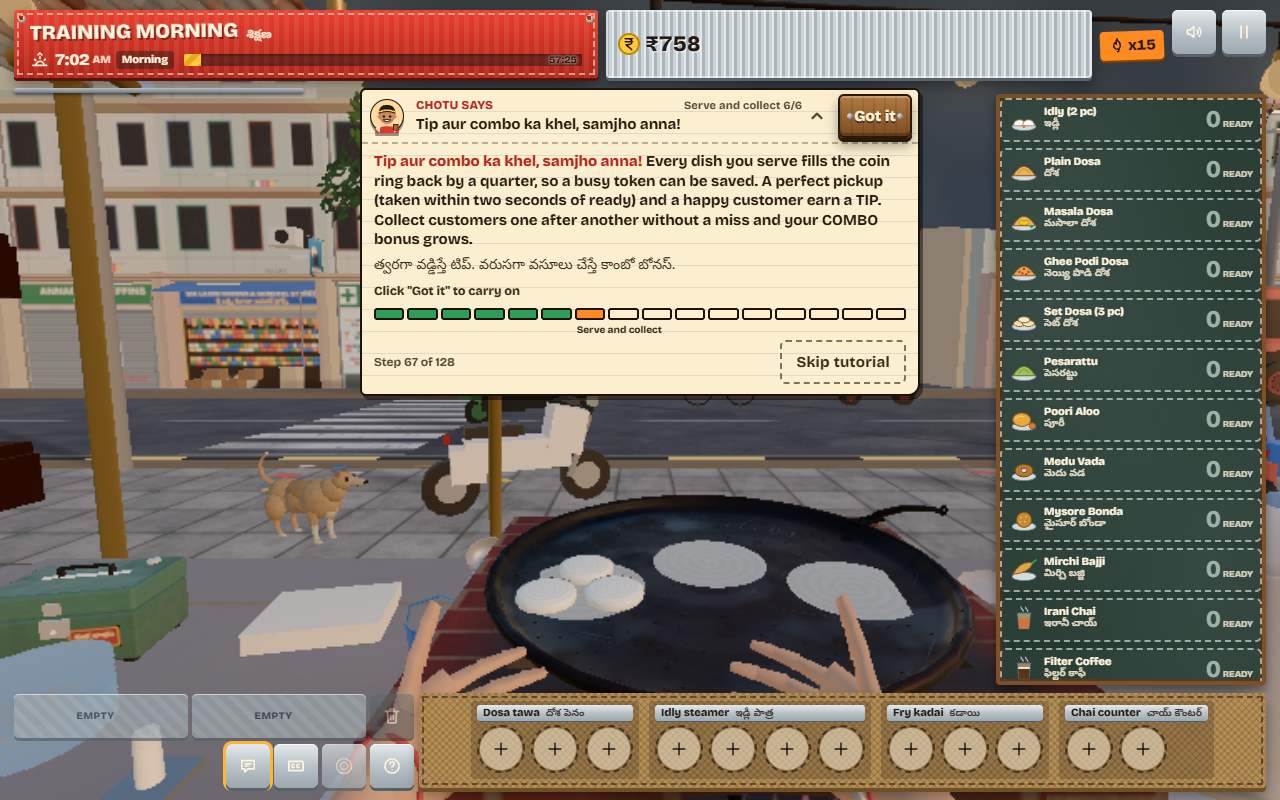 TRAINING MORNING శిక్షణ
7:02 AM Morning 57:25
₹758
x15
CHOTU SAYS
Serve and collect 6/6
Tip aur combo ka khel, samjho anna!
Got it
Tip aur combo ka khel, samjho anna! Every dish you serve fills the coin
ring back by a quarter, so a busy token can be saved. A perfect pickup
(taken within two seconds of ready) and a happy customer earn a TIP.
Collect customers one after another without a miss and your COMBO
bonus grows.
త్వరగా వడ్డిస్తే టిప్. వరుసగా వసూలు చేస్తే కాంబో బోనస్.
Click "Got it" to carry on
Serve and collect
Step 67 of 128
Skip tutorial
Idly (2 pc)
ఇడ్లీ
0 READY
Plain Dosa
దోశ
0 READY
Masala Dosa
మసాలా దోశ
0 READY
Ghee Podi Dosa
నెయ్యి పొడి దోశ
0 READY
Set Dosa (3 pc)
సెట్ దోశ
0 READY
Pesarattu
పెసరట్టు
0 READY
Poori Aloo
పూరీ
0 READY
Medu Vada
మెదు వడ
0 READY
Mysore Bonda
మైసూర్ బోండా
0 READY
Mirchi Bajji
మిర్చి బజ్జి
0 READY
Irani Chai
ఇరానీ చాయ్
0 READY
Filter Coffee
ఫిల్టర్ కాఫీ
0 READY
EMPTY
EMPTY
Dosa tawa దోశ పెనం
Idly steamer ఇడ్లీ పాత్ర
Fry kadai కడాయి
Chai counter చాయ్ కౌంటర్